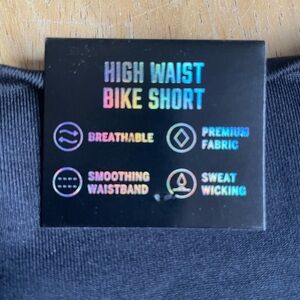 HIGH WAIST
BIKE SHORT
BREATHABLE
PREMIUM
FABRIC
SMOOTHING
WAISTBAND
SWEAT
WICKING